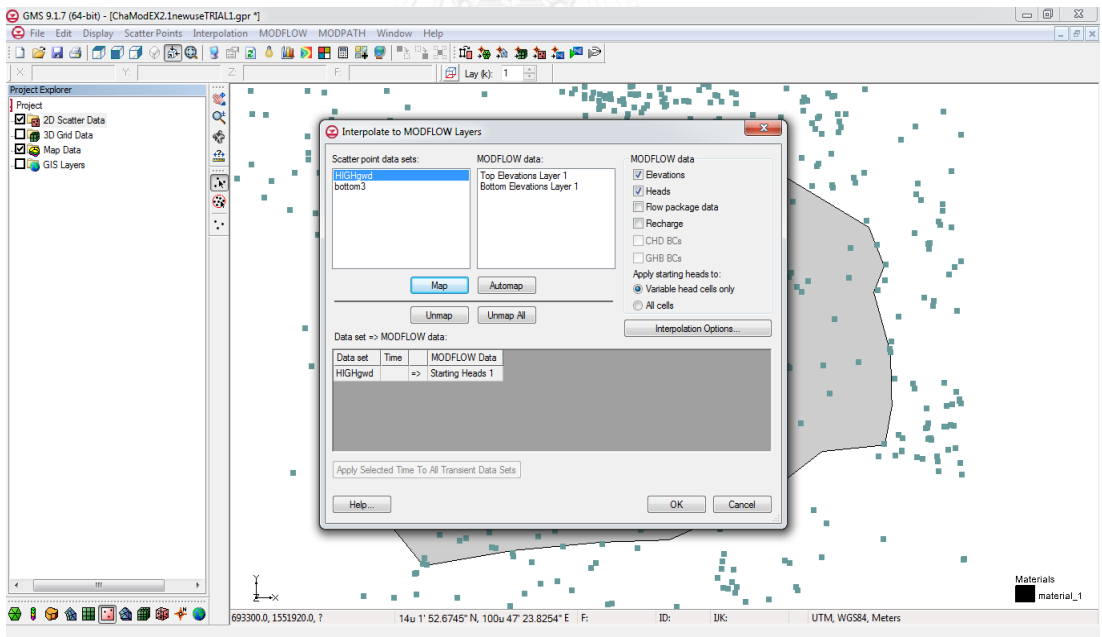 GMS 9.1.7 (64-bit) - [ChaModEX2.1newuseTRIAL1.gpr *]
File Edit Display Scatter Points Interpolation MODFLOW MODPATH Window Help
X: Y: Z: F: Lay (k): 1
Project Explorer
Project
2D Scatter Data
3D Grid Data
Map Data
GIS Layers
Interpolate to MODFLOW Layers
Scatter point data sets: MODFLOW data: MODFLOW data
HIGHgwd Top Elevations Layer 1 Elevations
bottom3 Bottom Elevations Layer 1 Heads
Flow package data
Recharge
CHD BCs
GHB BCs
Apply starting heads to:
Map Automap Variable head cells only
All cells
Unmap Unmap All
Interpolation Options...
Data set => MODFLOW data:
Data set Time MODFLOW Data
HIGHgwd => Starting Heads 1
Apply Selected Time To All Transient Data Sets
Help... OK Cancel
Y
Z X
Materials
material_1
693300.0, 1551920.0, ? 14µ 1' 52.6745" N, 100µ 47' 23.8254" E F: ID: IJK: UTM, WGS84, Meters